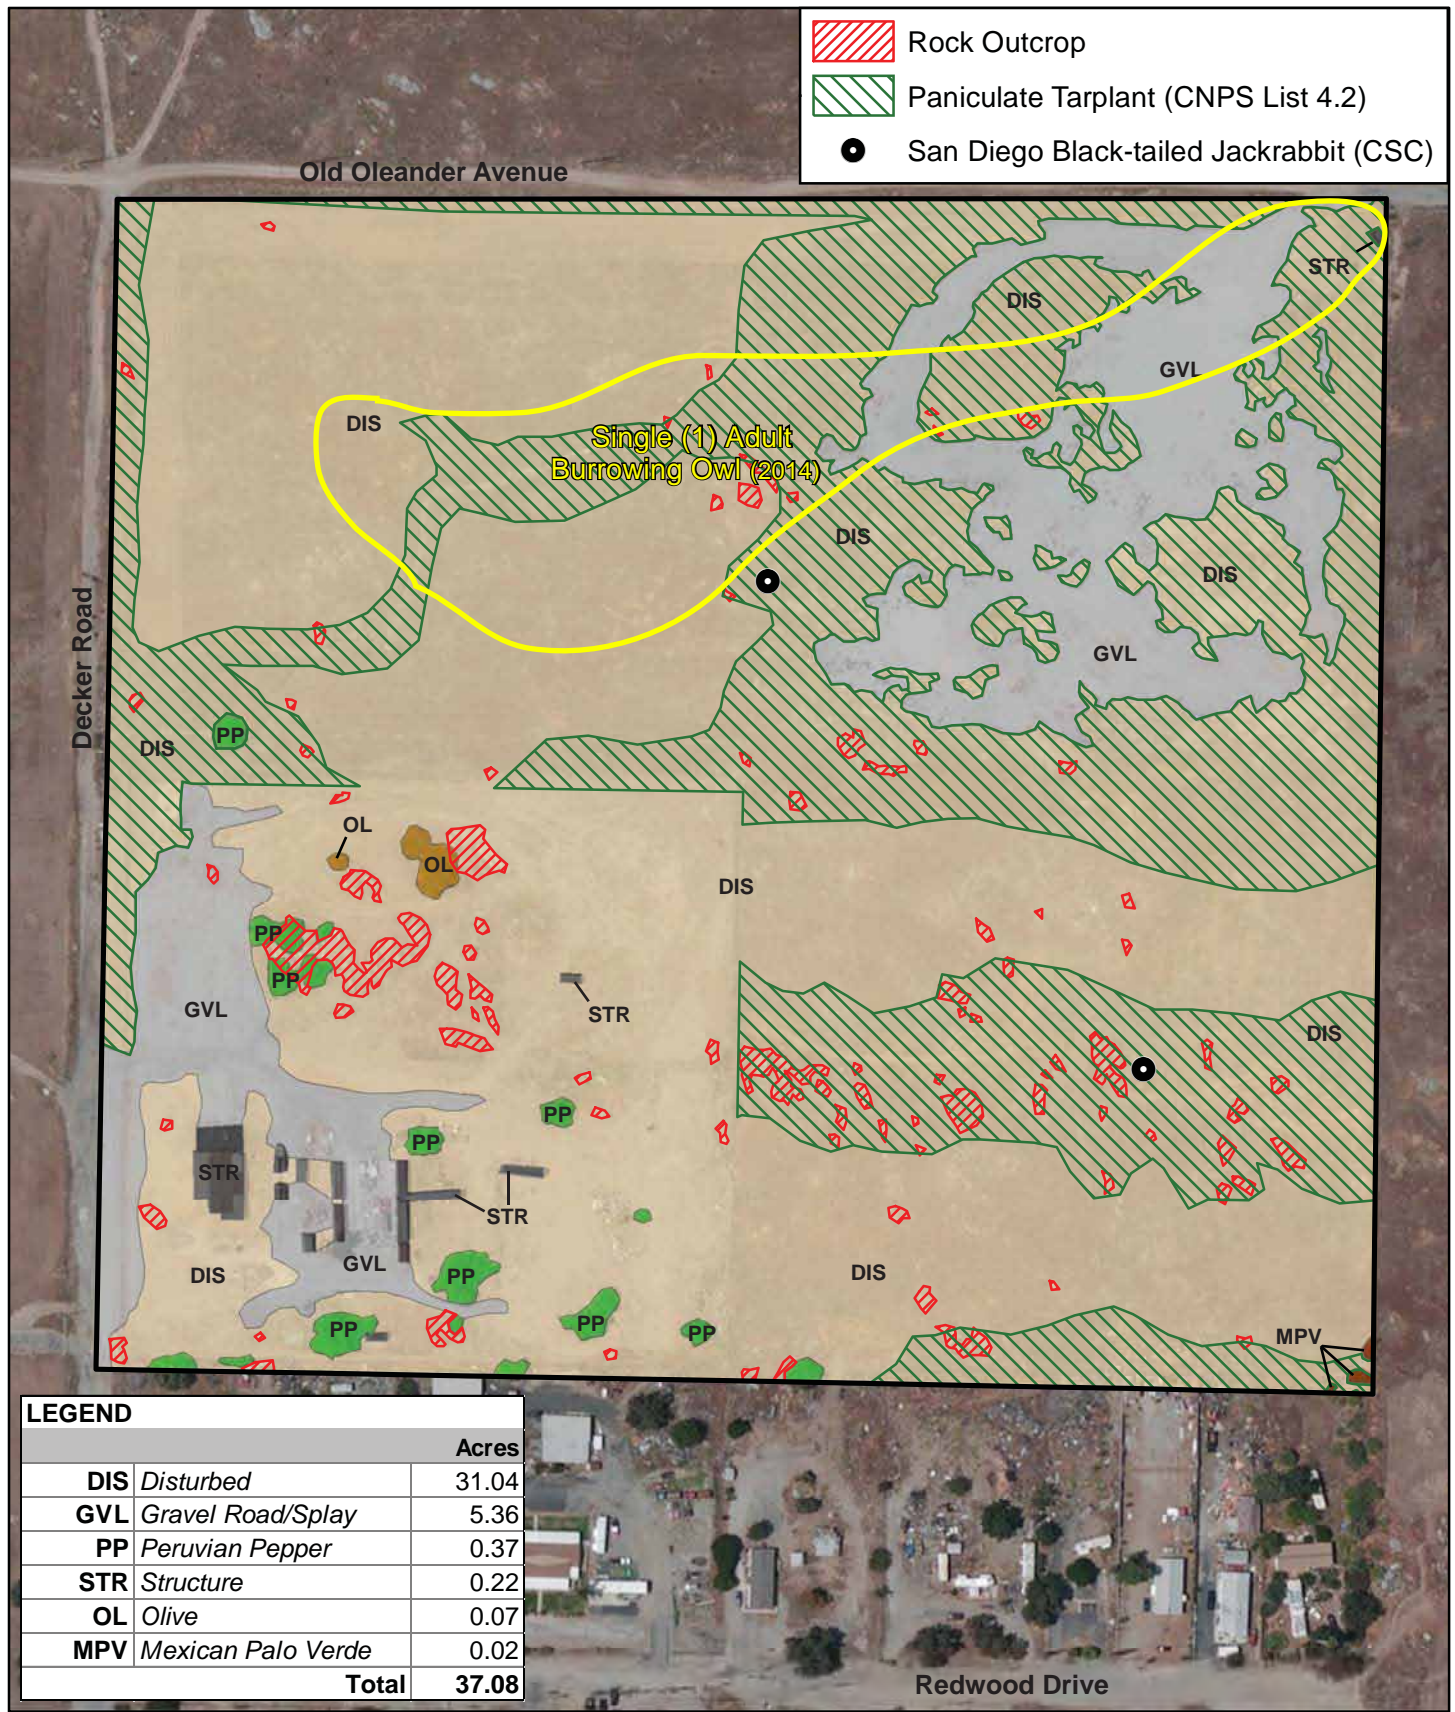 Rock Outcrop
Paniculate Tarplant (CNPS List 4.2)
San Diego Black-tailed Jackrabbit (CSC)
Old Oleander Avenue
STR
DIS
GVL
DIS
Single (1) Adult
Burrowing Owl (2014)
DIS
DIS
Decker Road
GVL
PP
DIS
OL
OL
DIS
PP
PP
GVL
STR
DIS
PP
PP
STR
STR
GVL
DIS
PP
DIS
PP
PP
PP
MPV
LEGEND
Acres
DIS Disturbed 31.04
GVL Gravel Road/Splay 5.36
PP Peruvian Pepper 0.37
STR Structure 0.22
OL Olive 0.07
MPV Mexican Palo Verde 0.02
Total 37.08
Redwood Drive